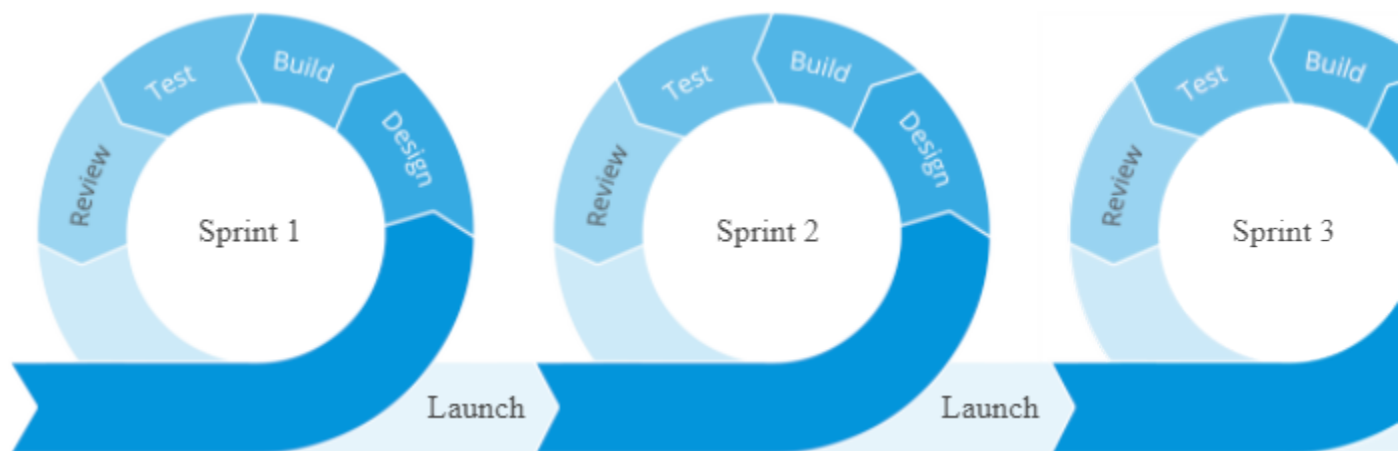 Design
Build
Test
Review
Sprint 1
Launch
Design
Build
Test
Review
Sprint 2
Launch
Build
Test
Review
Sprint 3